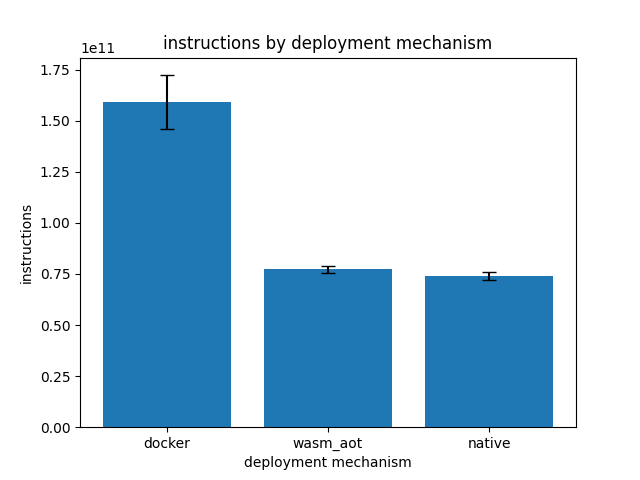 instructions by deployment mechanism
1e11
1.75
1.50
1.25
1.00
0.75
0.50
0.25
0.00
instructions
docker
wasm_aot
native
deployment mechanism